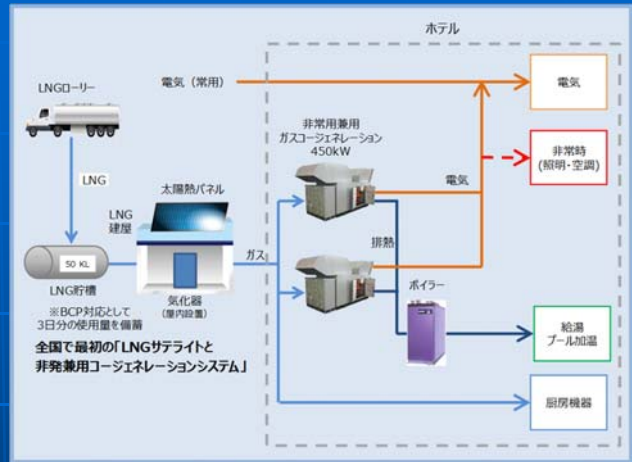 ホテル
LNGローリー
電気（常用）
電気
非常用兼用
ガスコージェネレーション
450kW
非常時
(照明・空調)
LNG
太陽熱パネル
電気
LNG
建屋
ガス
排熱
50 KL
LNG貯槽
気化器
（屋内設置）
ボイラー
※BCP対応として
3日分の使用量を備蓄
給湯
プール加温
全国で最初の「LNGサテライトと
非発兼用コージェネレーションシステム」
厨房機器